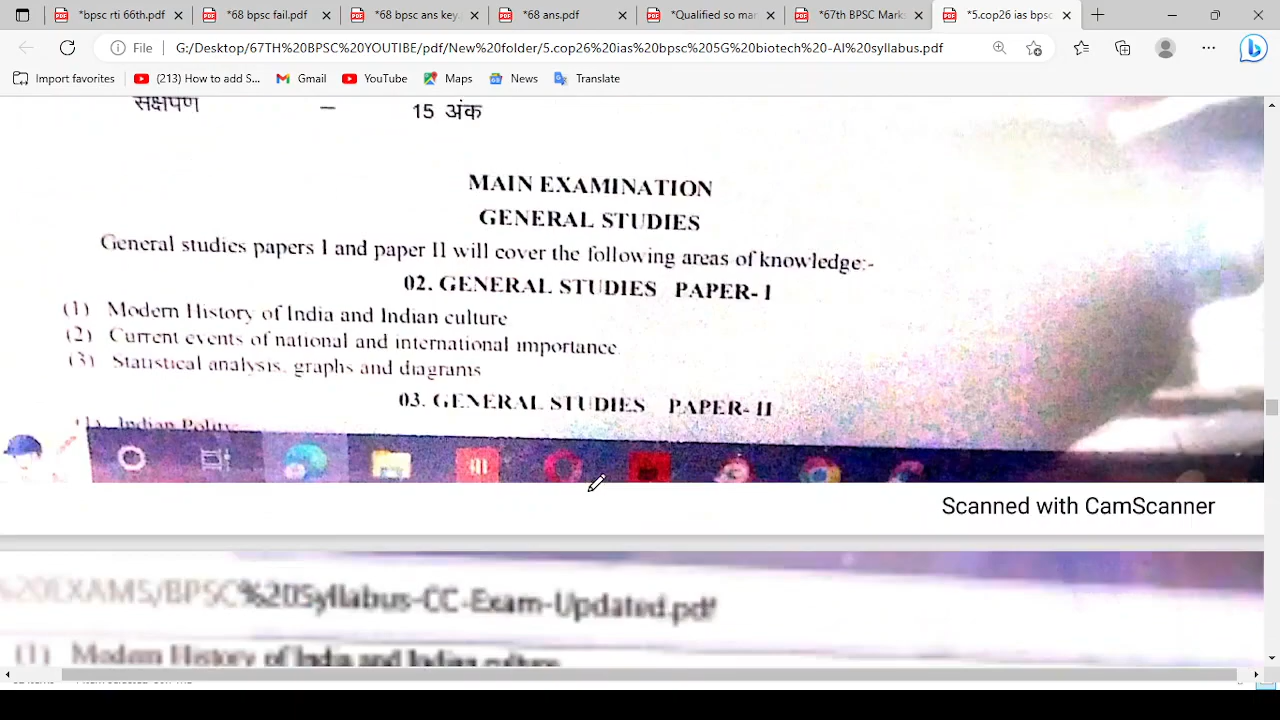 *bpsc rti 66th.pdf
*68 bpsc fail.pdf
*68 bpsc ans key.
*68 ans.pdf
*Qualified so mar
*67th BPSC Mark
*5.cop26 ias bpsc
File
G:/Desktop/67TH%20BPSC%20YOUTIBE/pdf/New%20folder/5.cop26%20ias%20bpsc%205G%20biotech%20-AI%20syllabus.pdf
Import favorites
(213) How to add S...
Gmail
YouTube
Maps
News
Translate
संक्षेपण – 15 अंक
MAIN EXAMINATION
GENERAL STUDIES
General studies papers I and paper II will cover the following areas of knowledge:-
02. GENERAL STUDIES PAPER- I
(1) Modern History of India and Indian culture
(2) Current events of national and international importance.
(3) Statistical analysis, graphs and diagrams
03. GENERAL STUDIES PAPER- II
(1) Indian Polity
Scanned with CamScanner
%20EXAMS/BPSC%20Syllabus-CC-Exam-Updated.pdf
(1) Modern History of India and Indian culture